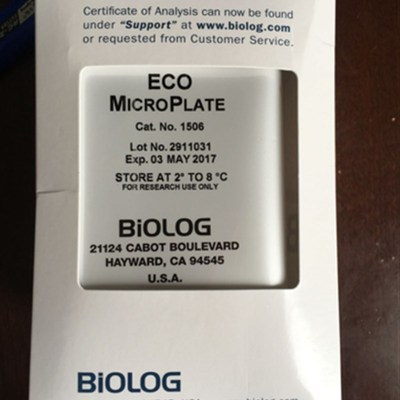 Certificate of Analysis can now be found
under "Support" at www.biolog.com
or requested from Customer Service.
ECO
MICROPLATE
Cat. No. 1506
Lot No. 2911031
Exp. 03 MAY 2017
STORE AT 2° TO 8 °C
FOR RESEARCH USE ONLY
BiOLOG
21124 CABOT BOULEVARD
HAYWARD, CA 94545
U.S.A.
BiOLOG
biolog.com